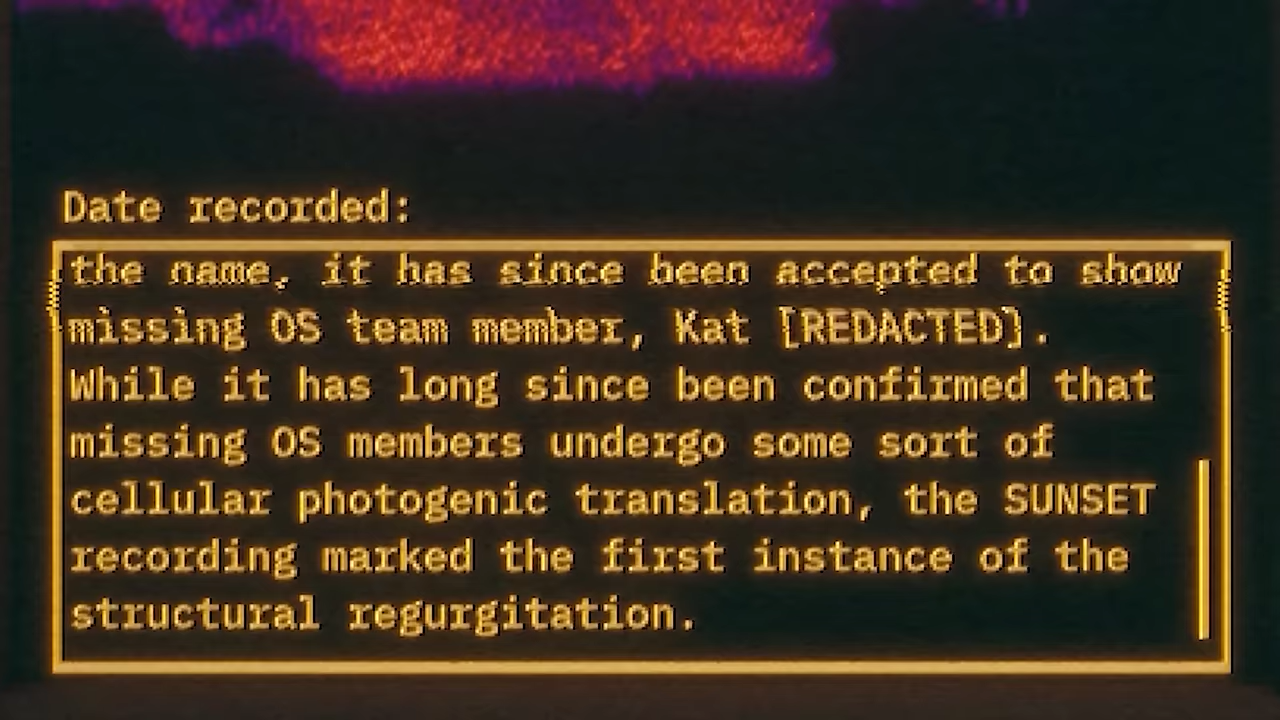 Date recorded:
the name, it has since been accepted to show
missing OS team member, Kat [REDACTED].
While it has long since been confirmed that
missing OS members undergo some sort of
cellular photogenic translation, the SUNSET
recording marked the first instance of the
structural regurgitation.